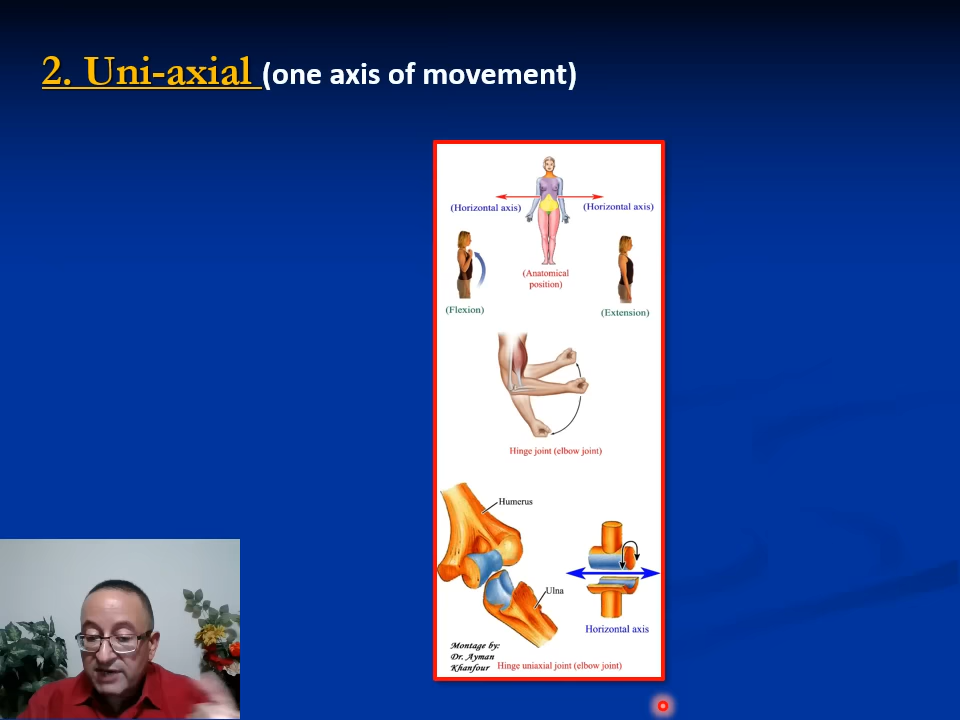 2. Uni-axial (one axis of movement)
(Horizontal axis) (Horizontal axis)
(Anatomical
position)
(Flexion) (Extension)
Hinge joint (elbow joint)
Humerus
Ulna
Horizontal axis
Montage by:
Dr. Ayman
Khanfour
Hinge uniaxial joint (elbow joint)